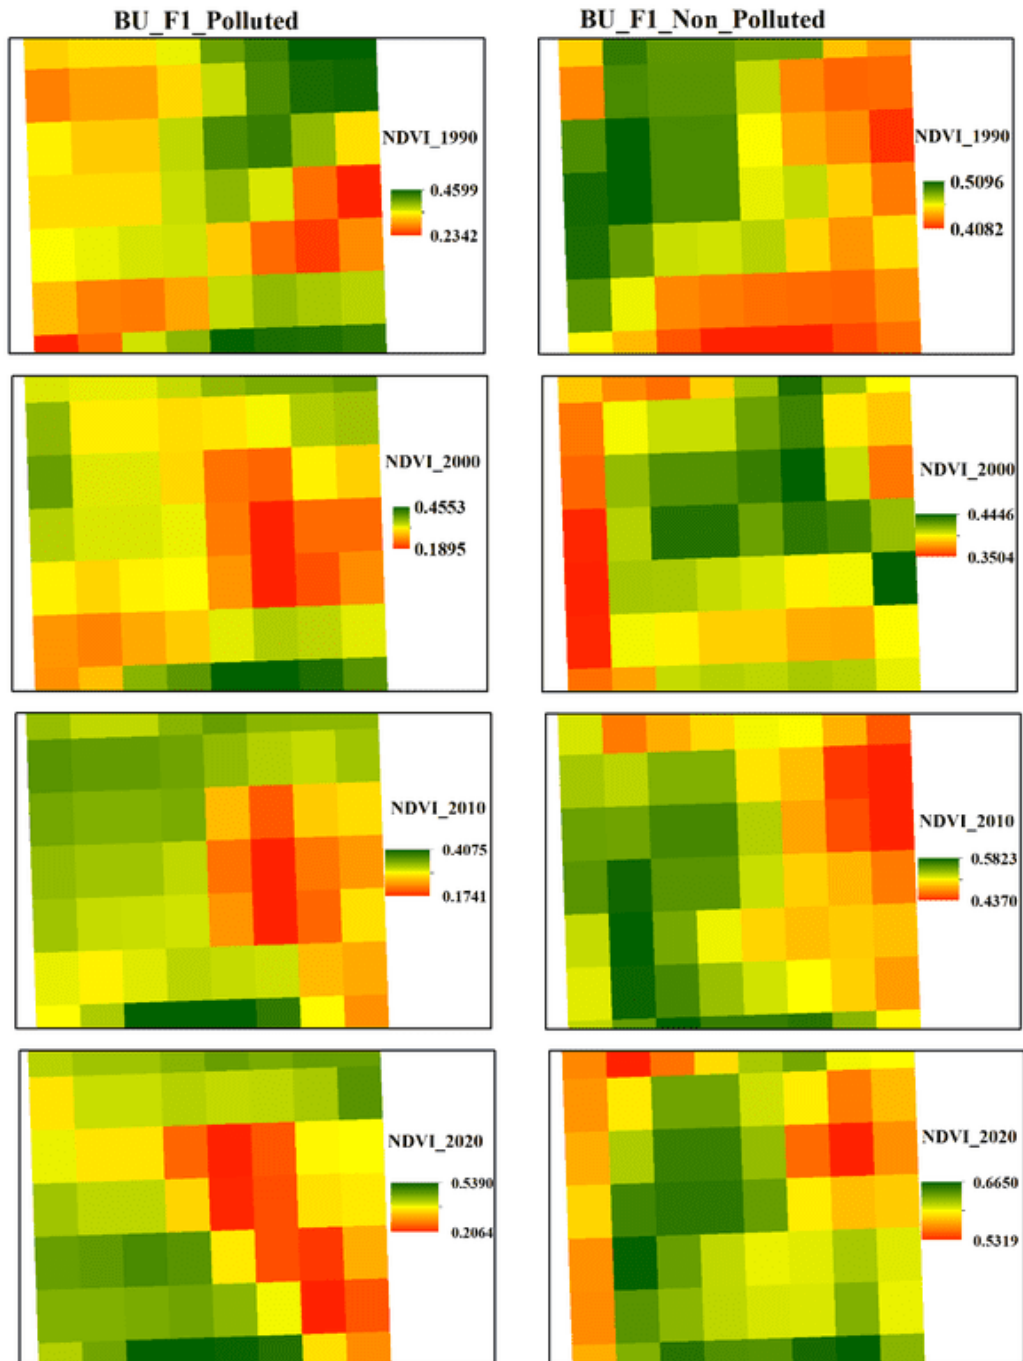 BU_F1_Polluted
BU_F1_Non_Polluted
NDVI_1990
0.4599
0.2342
NDVI_1990
0.5096
0.4082
NDVI_2000
0.4553
0.1895
NDVI_2000
0.4446
0.3504
NDVI_2010
0.4075
0.1741
NDVI_2010
0.5823
0.4370
NDVI_2020
0.5390
0.2064
NDVI_2020
0.6650
0.5319